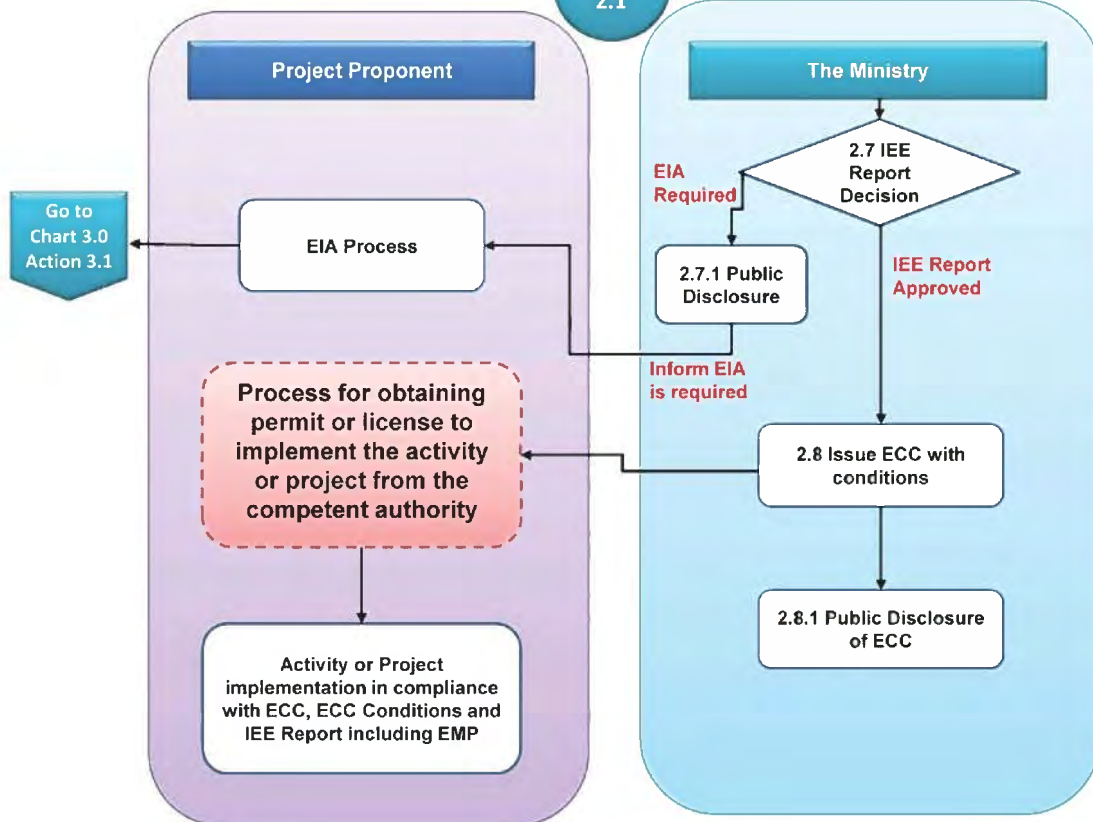 2.1
Project Proponent
The Ministry
2.7 IEE
Report
Decision
EIA
Required
Go to
Chart 3.0
Action 3.1
EIA Process
2.7.1 Public
Disclosure
IEE Report
Approved
Inform EIA
is required
Process for obtaining
permit or license to
implement the activity
or project from the
competent authority
2.8 Issue ECC with
conditions
2.8.1 Public Disclosure
of ECC
Activity or Project
implementation in compliance
with ECC, ECC Conditions and
IEE Report including EMP